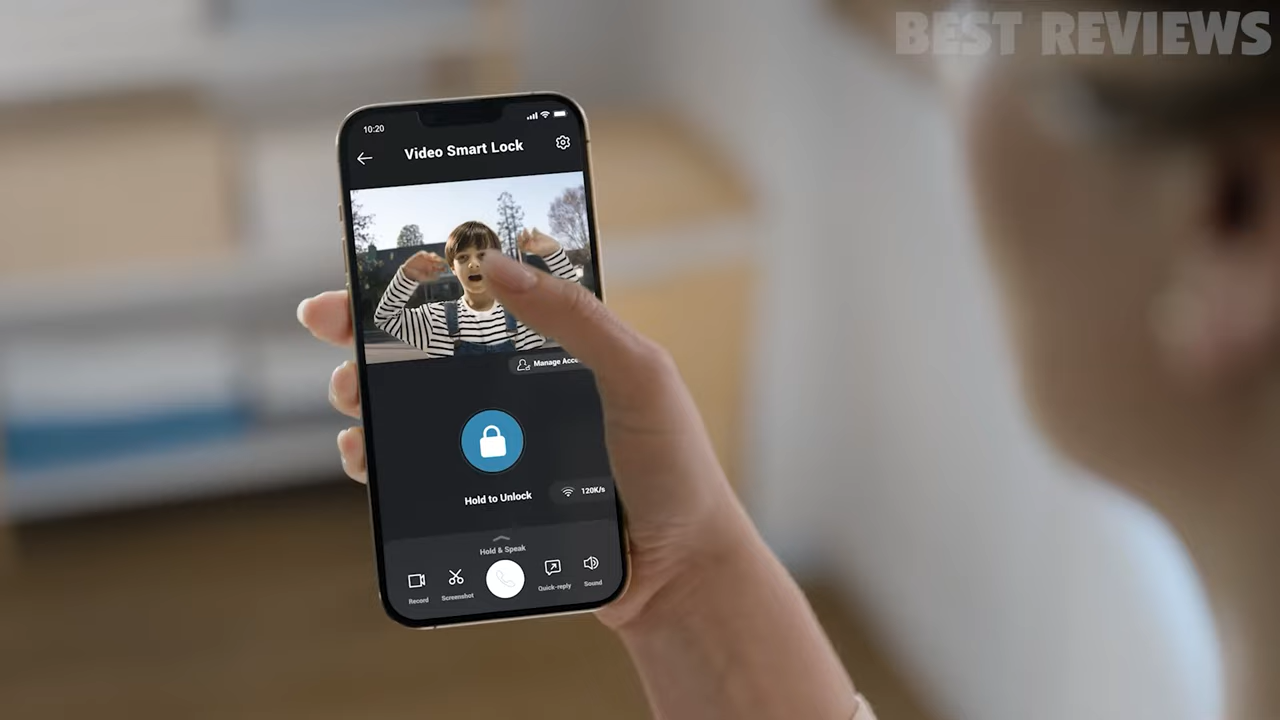 BEST REVIEWS
10:20
Video Smart Lock
Manage
Hold to Unlock
120K/s
Hold & Speak
Record
Screenshot
Quick-reply
Sound